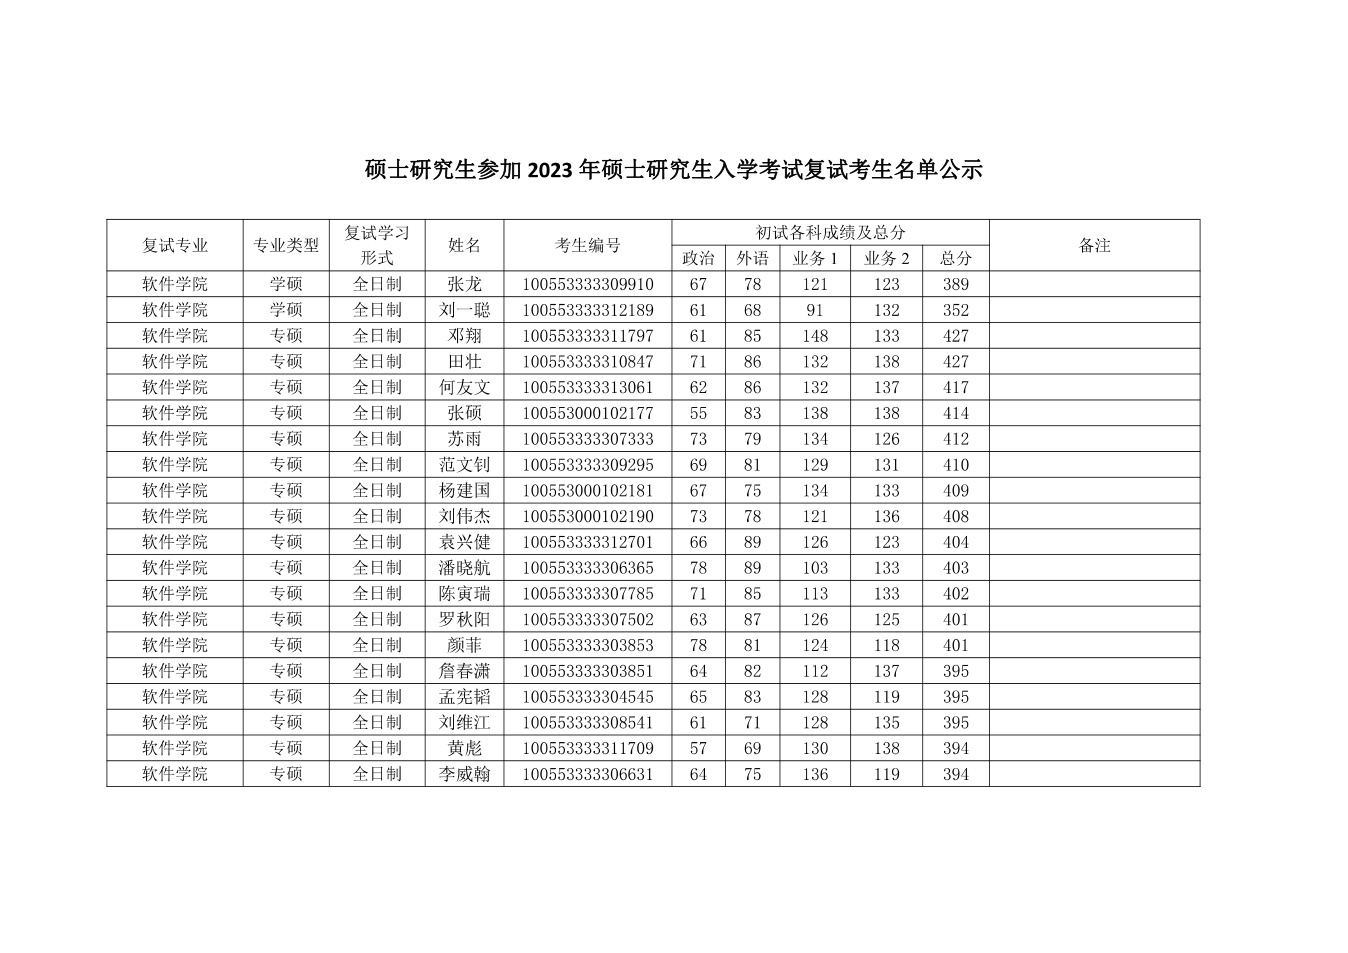 硕士研究生参加 2023 年硕士研究生入学考试复试考生名单公示
复试专业 专业类型 复试学习形式 姓名 考生编号 初试各科成绩及总分 备注
政治 外语 业务 1 业务 2 总分
软件学院 学硕 全日制 张龙 100553333309910 67 78 121 123 389
软件学院 学硕 全日制 刘一聪 100553333312189 61 68 91 132 352
软件学院 专硕 全日制 邓翔 100553333311797 61 85 148 133 427
软件学院 专硕 全日制 田壮 100553333310847 71 86 132 138 427
软件学院 专硕 全日制 何友文 100553333313061 62 86 132 137 417
软件学院 专硕 全日制 张硕 100553000102177 55 83 138 138 414
软件学院 专硕 全日制 苏雨 100553333307333 73 79 134 126 412
软件学院 专硕 全日制 范文钊 100553333309295 69 81 129 131 410
软件学院 专硕 全日制 杨建国 100553000102181 67 75 134 133 409
软件学院 专硕 全日制 刘伟杰 100553000102190 73 78 121 136 408
软件学院 专硕 全日制 袁兴健 100553333312701 66 89 126 123 404
软件学院 专硕 全日制 潘晓航 100553333306365 78 89 103 133 403
软件学院 专硕 全日制 陈寅瑞 100553333307785 71 85 113 133 402
软件学院 专硕 全日制 罗秋阳 100553333307502 63 87 126 125 401
软件学院 专硕 全日制 颜菲 100553333303853 78 81 124 118 401
软件学院 专硕 全日制 詹春潇 100553333303851 64 82 112 137 395
软件学院 专硕 全日制 孟宪韬 100553333304545 65 83 128 119 395
软件学院 专硕 全日制 刘维江 100553333308541 61 71 128 135 395
软件学院 专硕 全日制 黄彪 100553333311709 57 69 130 138 394
软件学院 专硕 全日制 李威翰 100553333306631 64 75 136 119 394